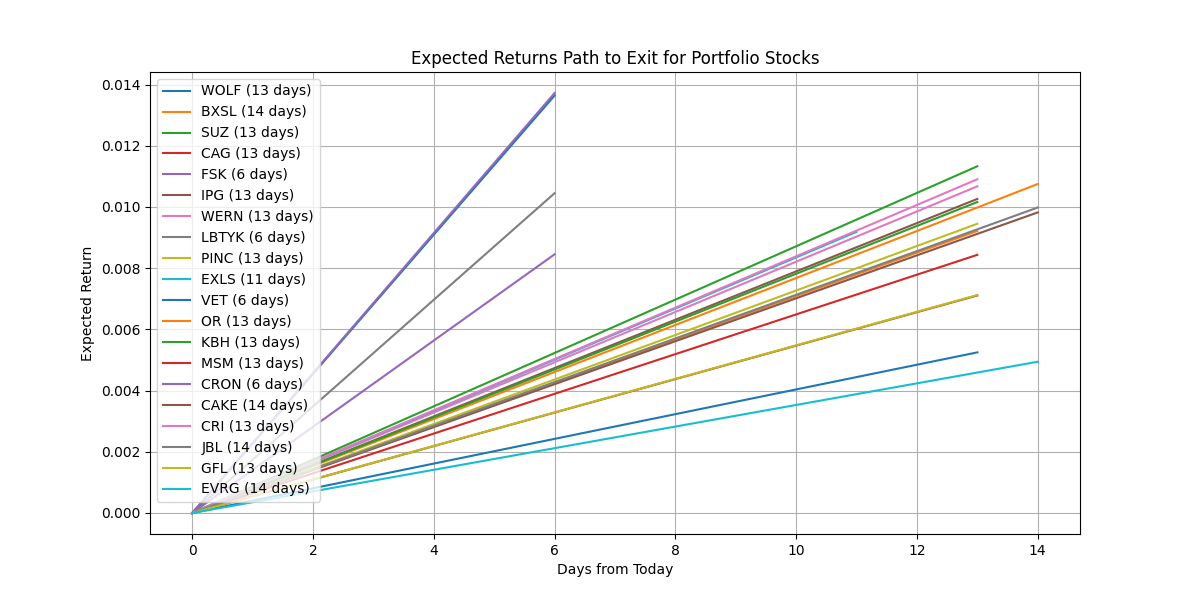 Expected Returns Path to Exit for Portfolio Stocks
0.014
0.012
0.010
0.008
0.006
0.004
0.002
0.000
Expected Return
WOLF (13 days)
BXSL (14 days)
SUZ (13 days)
CAG (13 days)
FSK (6 days)
IPG (13 days)
WERN (13 days)
LBTYK (6 days)
PINC (13 days)
EXLS (11 days)
VET (6 days)
OR (13 days)
KBH (13 days)
MSM (13 days)
CRON (6 days)
CAKE (14 days)
CRI (13 days)
JBL (14 days)
GFL (13 days)
EVRG (14 days)
0 2 4 6 8 10 12 14
Days from Today